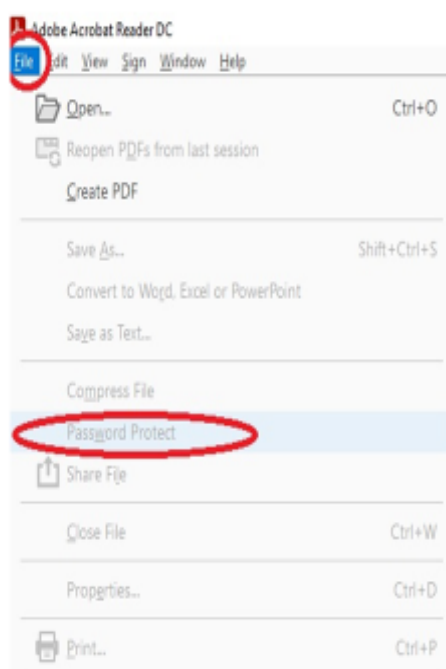 Adobe Acrobat Reader DC
File Edit View Sign Window Help
Open... Ctrl+O
Reopen PDFs from last session
Create PDF
Save As... Shift+Ctrl+S
Convert to Word, Excel or PowerPoint
Save as Text...
Compress File
Password Protect
Share File
Close File Ctrl+W
Properties... Ctrl+D
Print... Ctrl+P